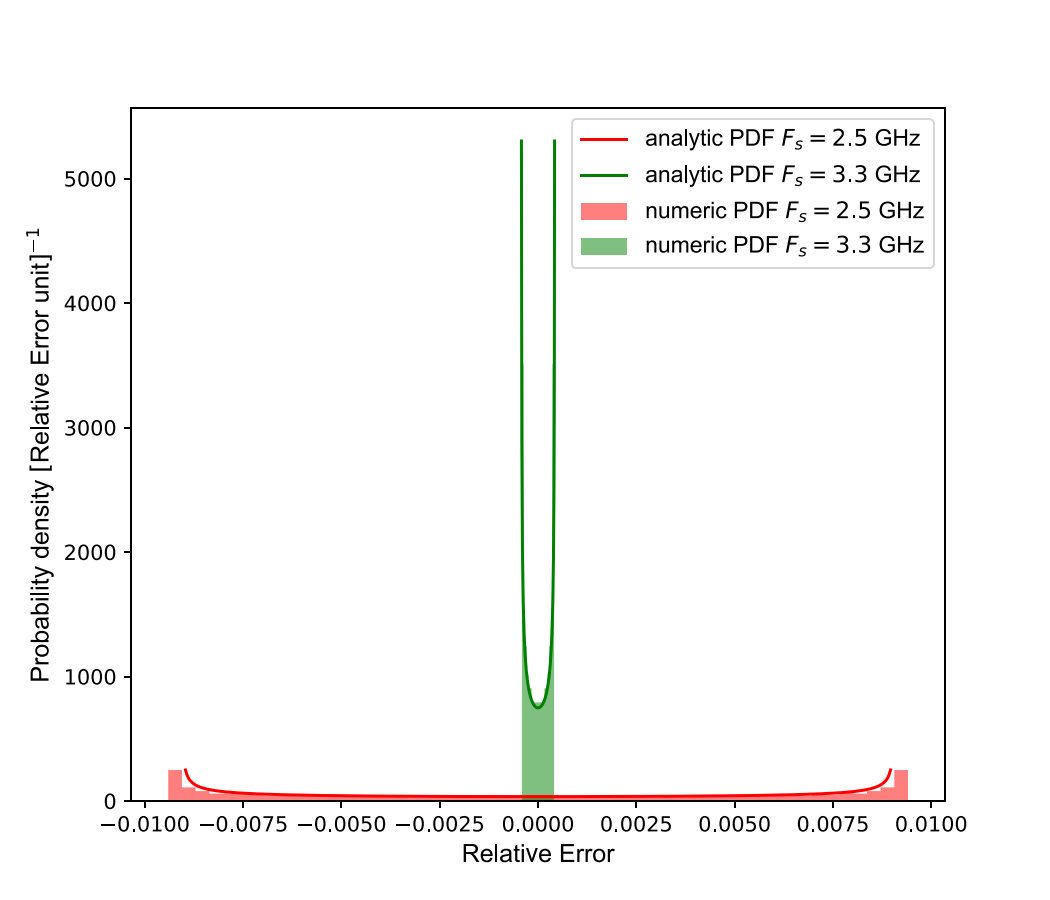 analytic PDF F_s = 2.5 GHz
analytic PDF F_s = 3.3 GHz
numeric PDF F_s = 2.5 GHz
numeric PDF F_s = 3.3 GHz
Probability density [Relative Error unit]⁻¹
5000
4000
3000
2000
1000
0
−0.0100 −0.0075 −0.0050 −0.0025 0.0000 0.0025 0.0050 0.0075 0.0100
Relative Error